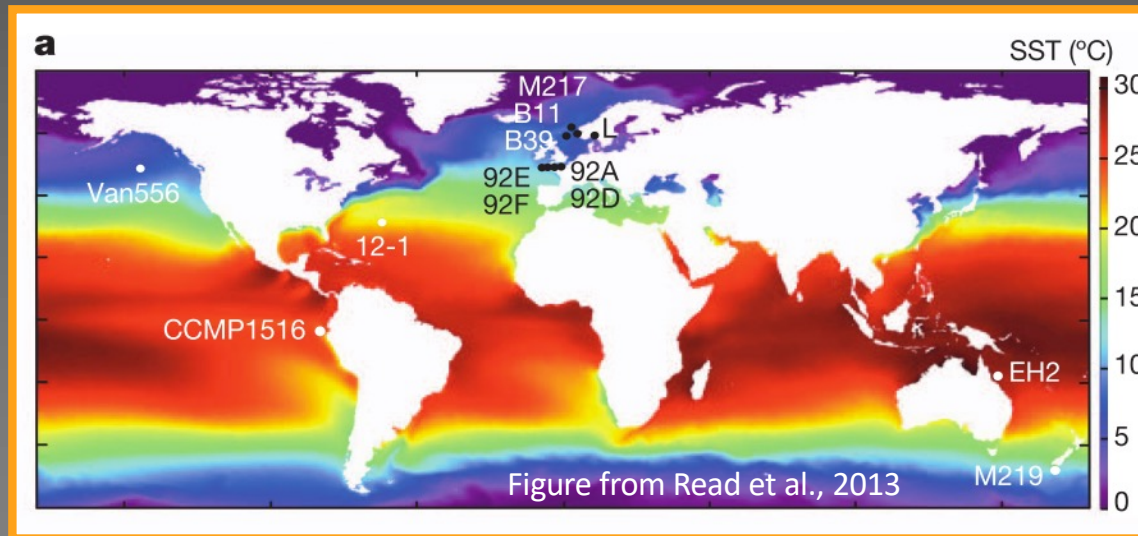 a
SST (ºC)
M217
B11
B39
L
92E
92A
92F
92D
Van556
12-1
CCMP1516
EH2
M219
30
25
20
15
10
5
0
Figure from Read et al., 2013